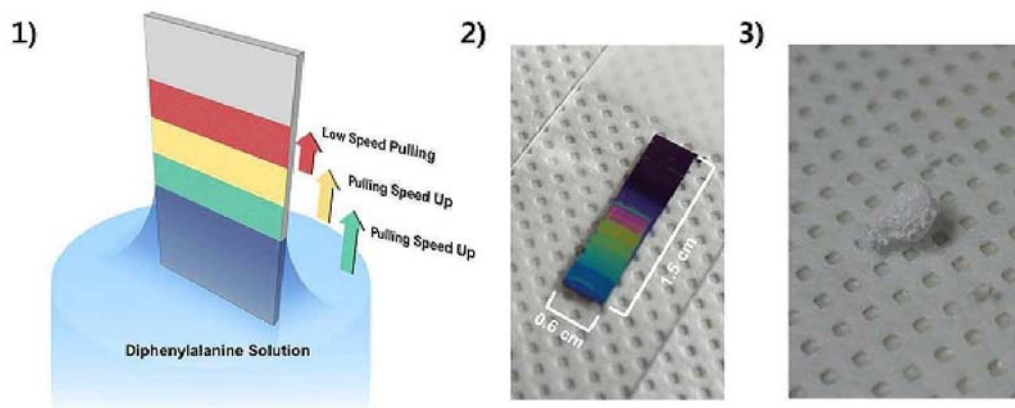 1)
Low Speed Pulling
Pulling Speed Up
Pulling Speed Up
Diphenylalanine Solution
2)
1.5 cm
0.6 cm
3)